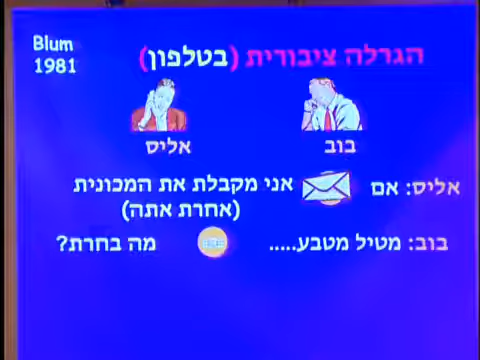 Blum
1981
הגרלה ציבורית (בטלפון)
אליס
בוב
אליס: אם אני מקבלת את המכונית
(אחרת אתה)
בוב: מטיל מטבע..... מה בחרת?